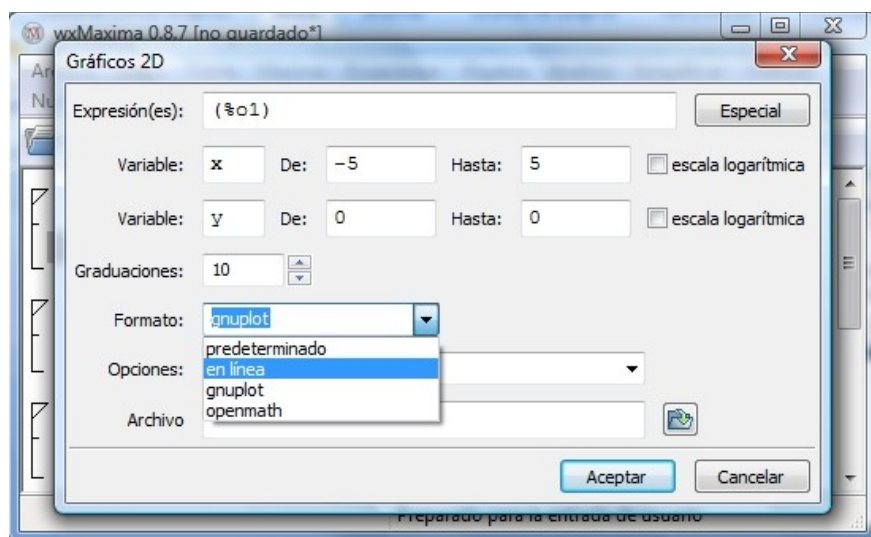 wxMaxima 0.8.7 [no guardado*]
Gráficos 2D
Expresión(es): (%o1) Especial
Variable: x De: -5 Hasta: 5 escala logarítmica
Variable: y De: 0 Hasta: 0 escala logarítmica
Graduaciones: 10
Formato: gnuplot
predeterminado
Opciones: en línea
gnuplot
openmath
Archivo
Aceptar Cancelar
Preparado para la entrada de usuario